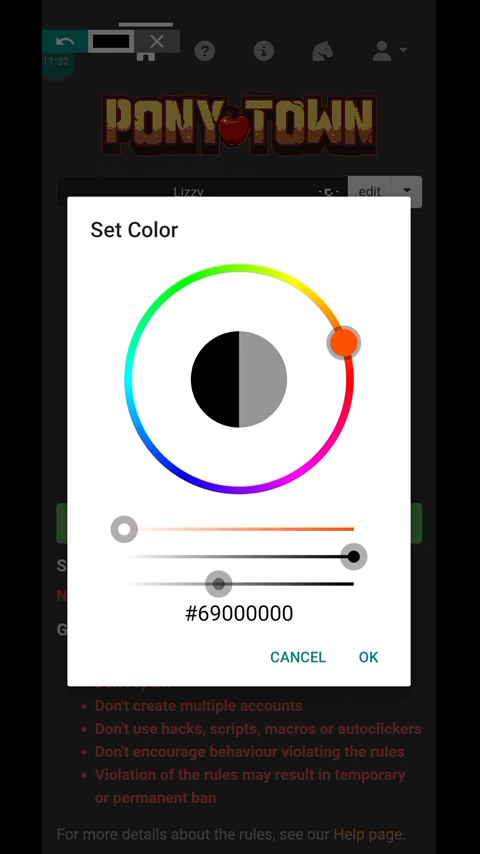 11:32
PONY TOWN
Lizzy
edit
Set Color
#69000000
CANCEL
OK
S
N
G
Don't create multiple accounts
Don't use hacks, scripts, macros or autoclickers
Don't encourage behaviour violating the rules
Violation of the rules may result in temporary
or permanent ban
For more details about the rules, see our Help page.